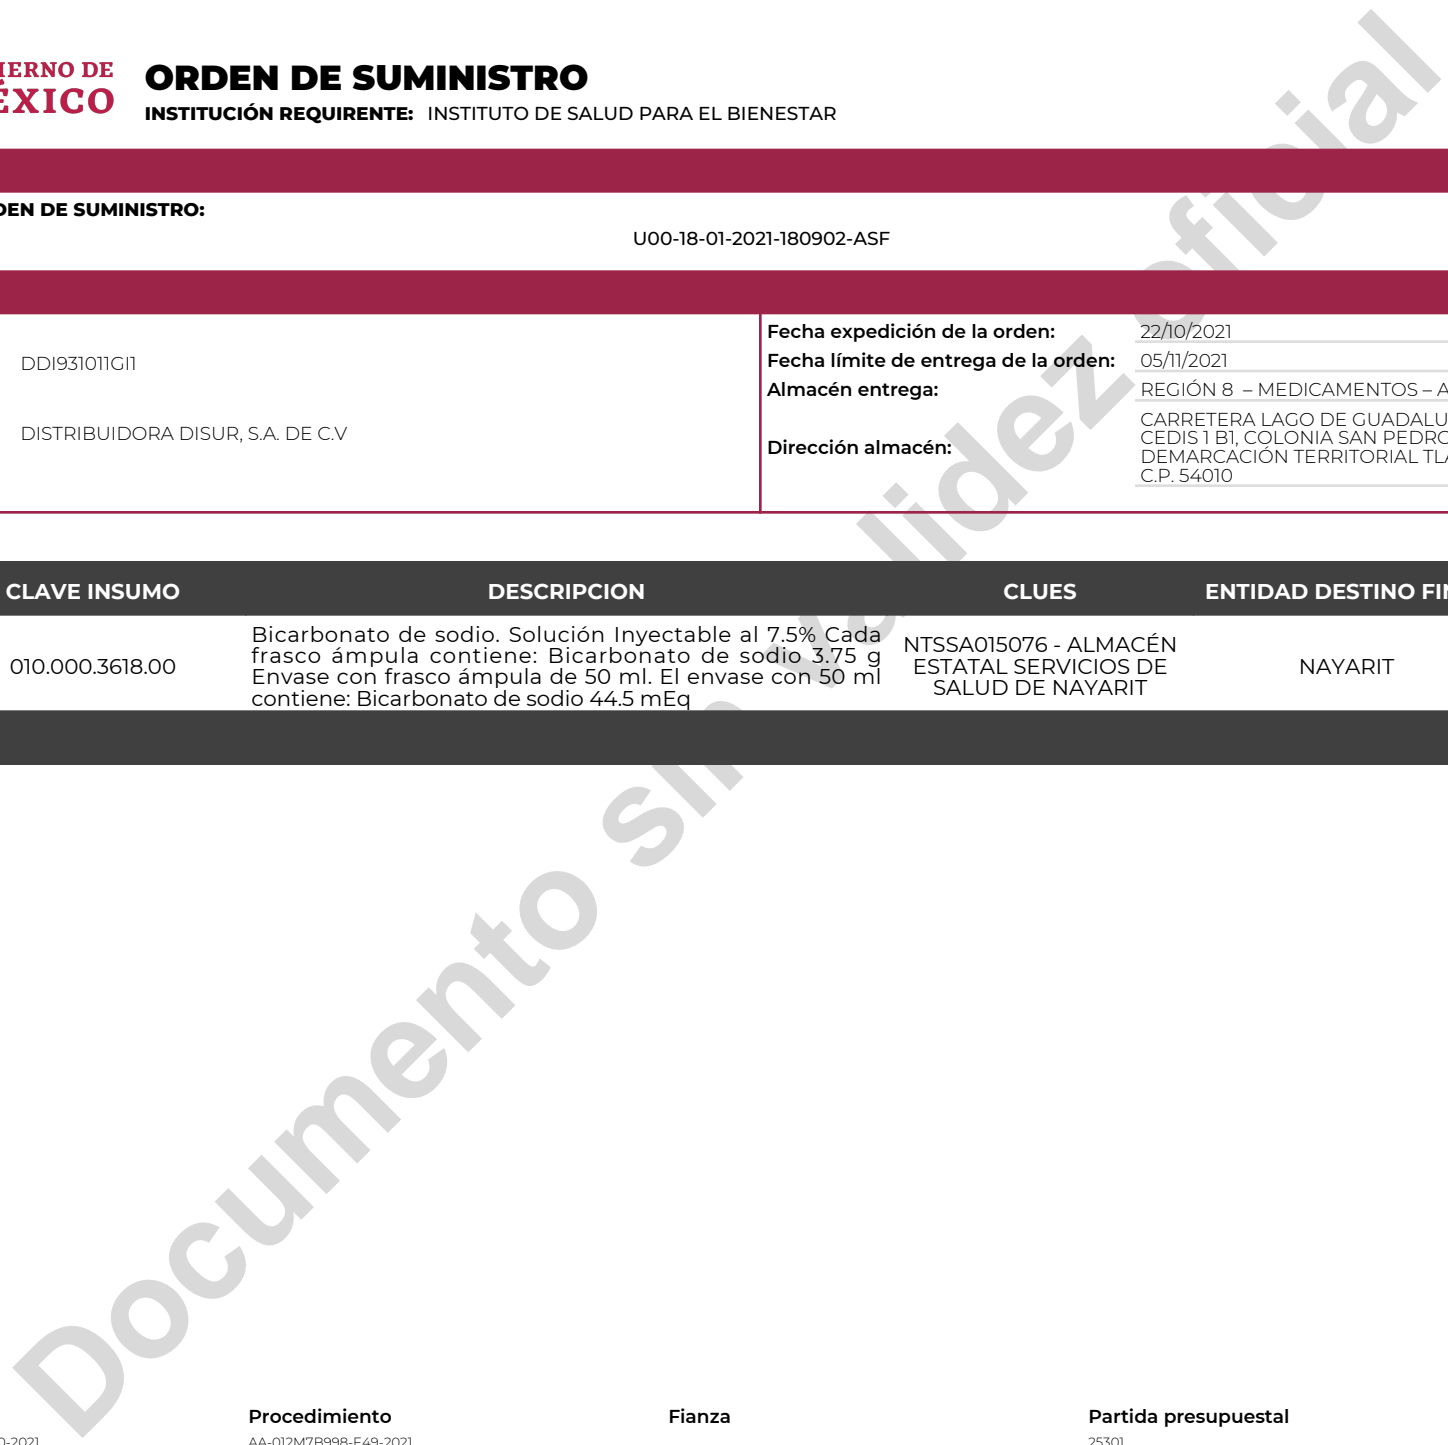 ORDEN DE SUMINISTRO
INSTITUCIÓN REQUIRENTE: INSTITUTO DE SALUD PARA EL BIENESTAR
DE
MÉXICO
DE SUMINISTRO:
U00-18-01-2021-180902-ASF
DDI931011GI1
DISTRIBUIDORA DISUR, S.A. DE C.V
Fecha expedición de la orden: 22/10/2021
Fecha límite de entrega de la orden: 05/11/2021
Almacén entrega: REGIÓN 8 – MEDICAMENTOS –
Dirección almacén:
CARRETERA LAGO DE
CEDIS 1 B1, COLONIA SAN PEDRO
DEMARCACIÓN TERRITORIAL
C.P. 54010
CLAVE INSUMO DESCRIPCION CLUES ENTIDAD DESTINO
010.000.3618.00
Bicarbonato de sodio. Solución Inyectable al 7.5% Cada
frasco ámpula contiene: Bicarbonato de sodio 3.75 g
Envase con frasco ámpula de 50 ml. El envase con 50 ml
contiene: Bicarbonato de sodio 44.5 mEq
NTSSA015076 - ALMACÉN
ESTATAL SERVICIOS DE
SALUD DE NAYARIT
NAYARIT
Documento sin validez oficial
Procedimiento Fianza Partida presupuestal
AA-012M7B998-E49-2021 25301